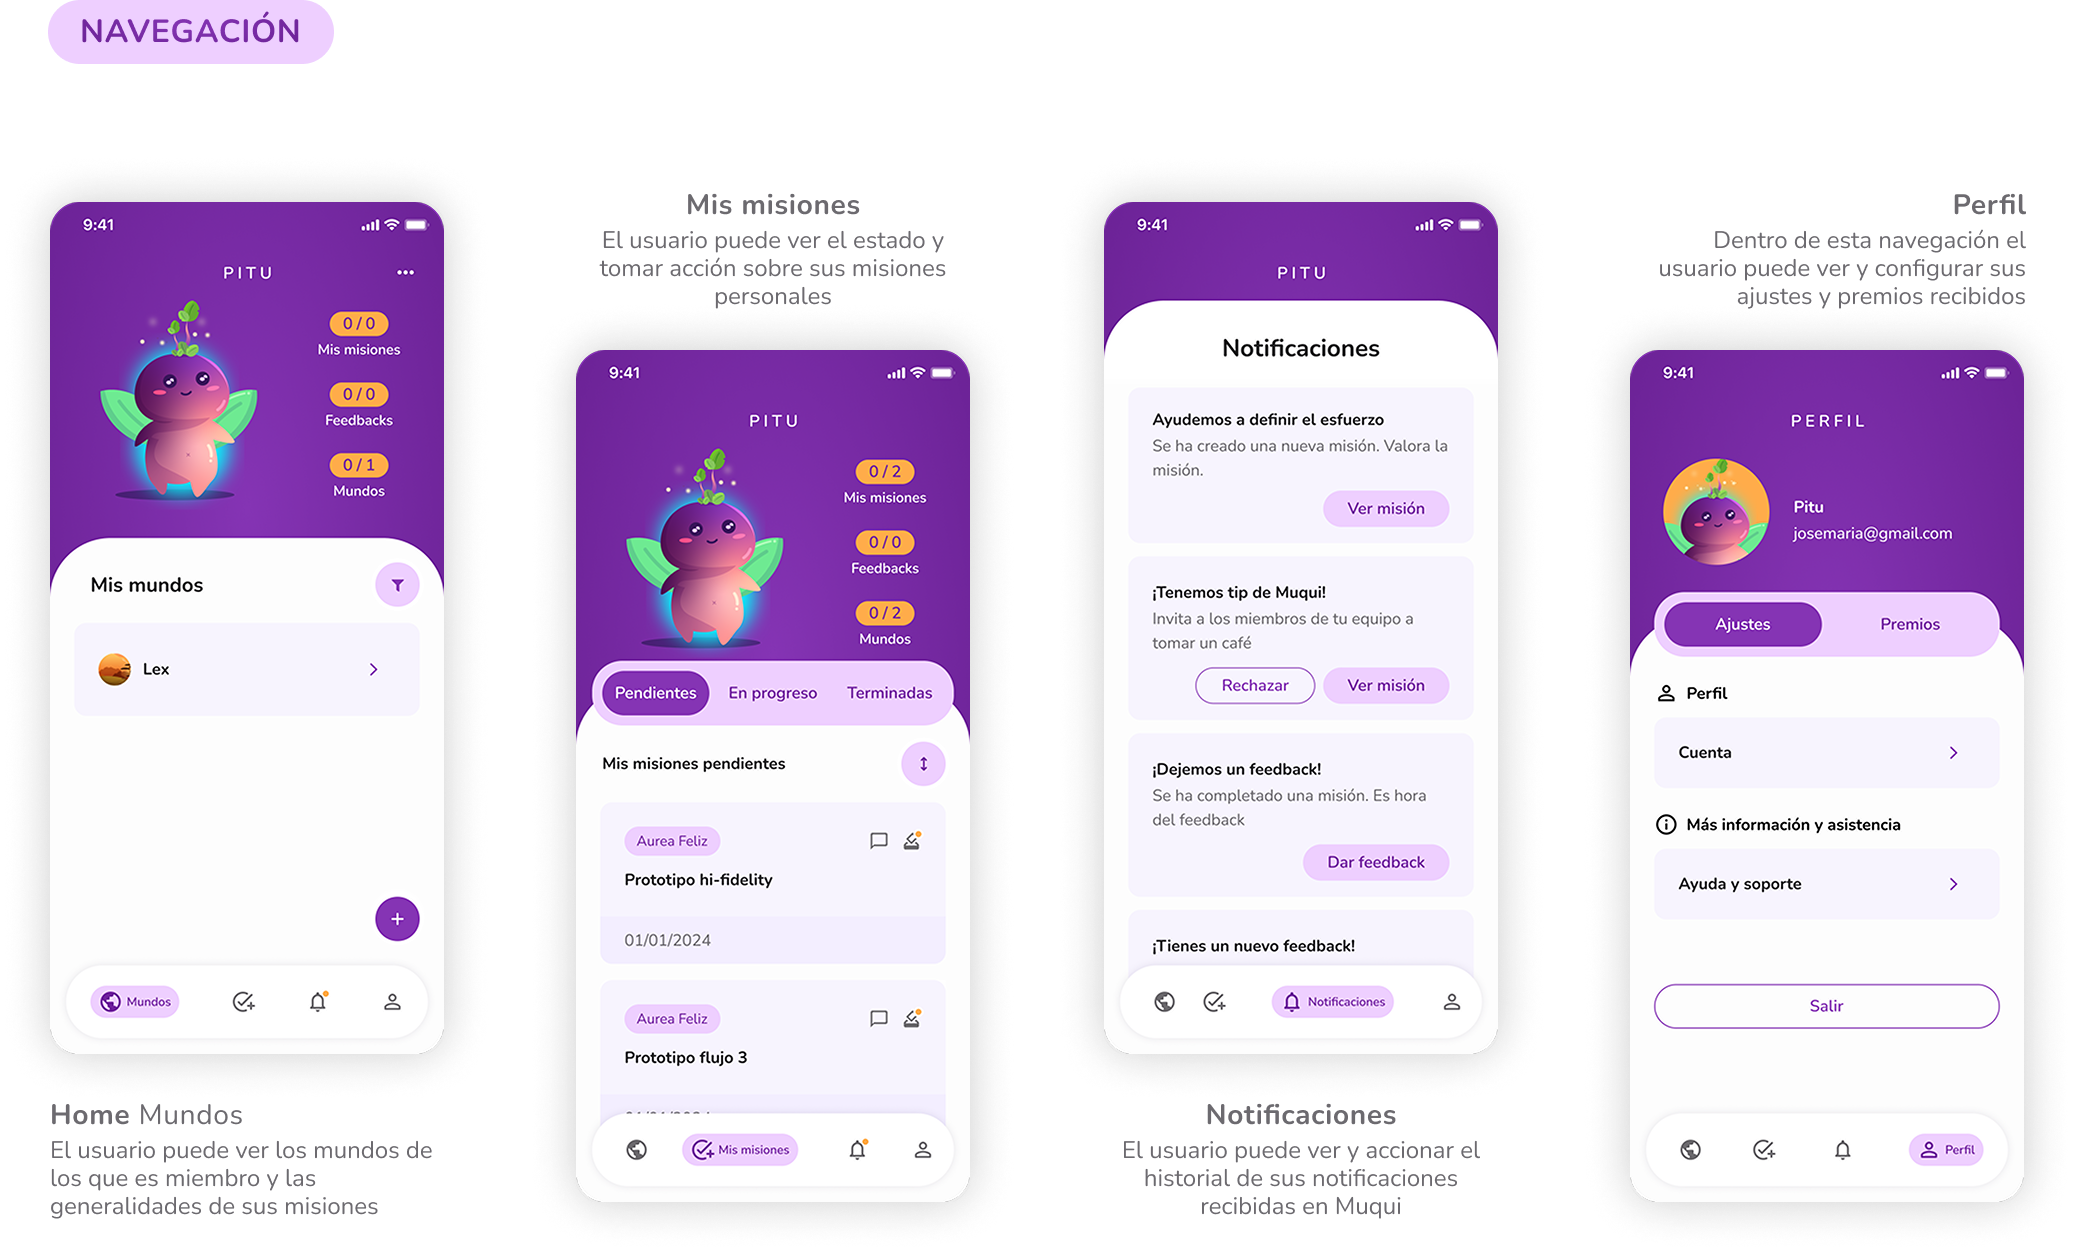 NAVEGACIÓN
9:41
PITU
0 / 0
Mis misiones
0 / 0
Feedbacks
0 / 1
Mundos
Mis mundos
Lex
+
Mundos
Home Mundos
El usuario puede ver los mundos de
los que es miembro y las
generalidades de sus misiones
Mis misiones
El usuario puede ver el estado y
tomar acción sobre sus misiones
personales
9:41
PITU
0 / 2
Mis misiones
0 / 0
Feedbacks
0 / 2
Mundos
Pendientes En progreso Terminadas
Mis misiones pendientes
Aurea Feliz
Prototipo hi-fidelity
01/01/2024
Aurea Feliz
Prototipo flujo 3
Mis misiones
9:41
PITU
Notificaciones
Ayudemos a definir el esfuerzo
Se ha creado una nueva misión. Valora la
misión.
Ver misión
¡Tenemos tip de Muqui!
Invita a los miembros de tu equipo a
tomar un café
Rechazar Ver misión
¡Dejemos un feedback!
Se ha completado una misión. Es hora
del feedback
Dar feedback
¡Tienes un nuevo feedback!
Notificaciones
Notificaciones
El usuario puede ver y accionar el
historial de sus notificaciones
recibidas en Muqui
Perfil
Dentro de esta navegación el
usuario puede ver y configurar sus
ajustes y premios recibidos
9:41
PERFIL
Pitu
josemaria@gmail.com
Ajustes Premios
Perfil
Cuenta
Más información y asistencia
Ayuda y soporte
Salir
Perfil